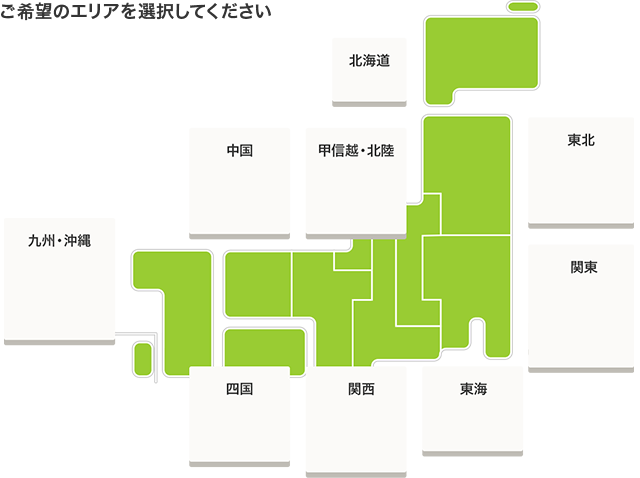 ご希望のエリアを選択してください
北海道
中国
甲信越・北陸
東北
九州・沖縄
関東
四国
関西
東海